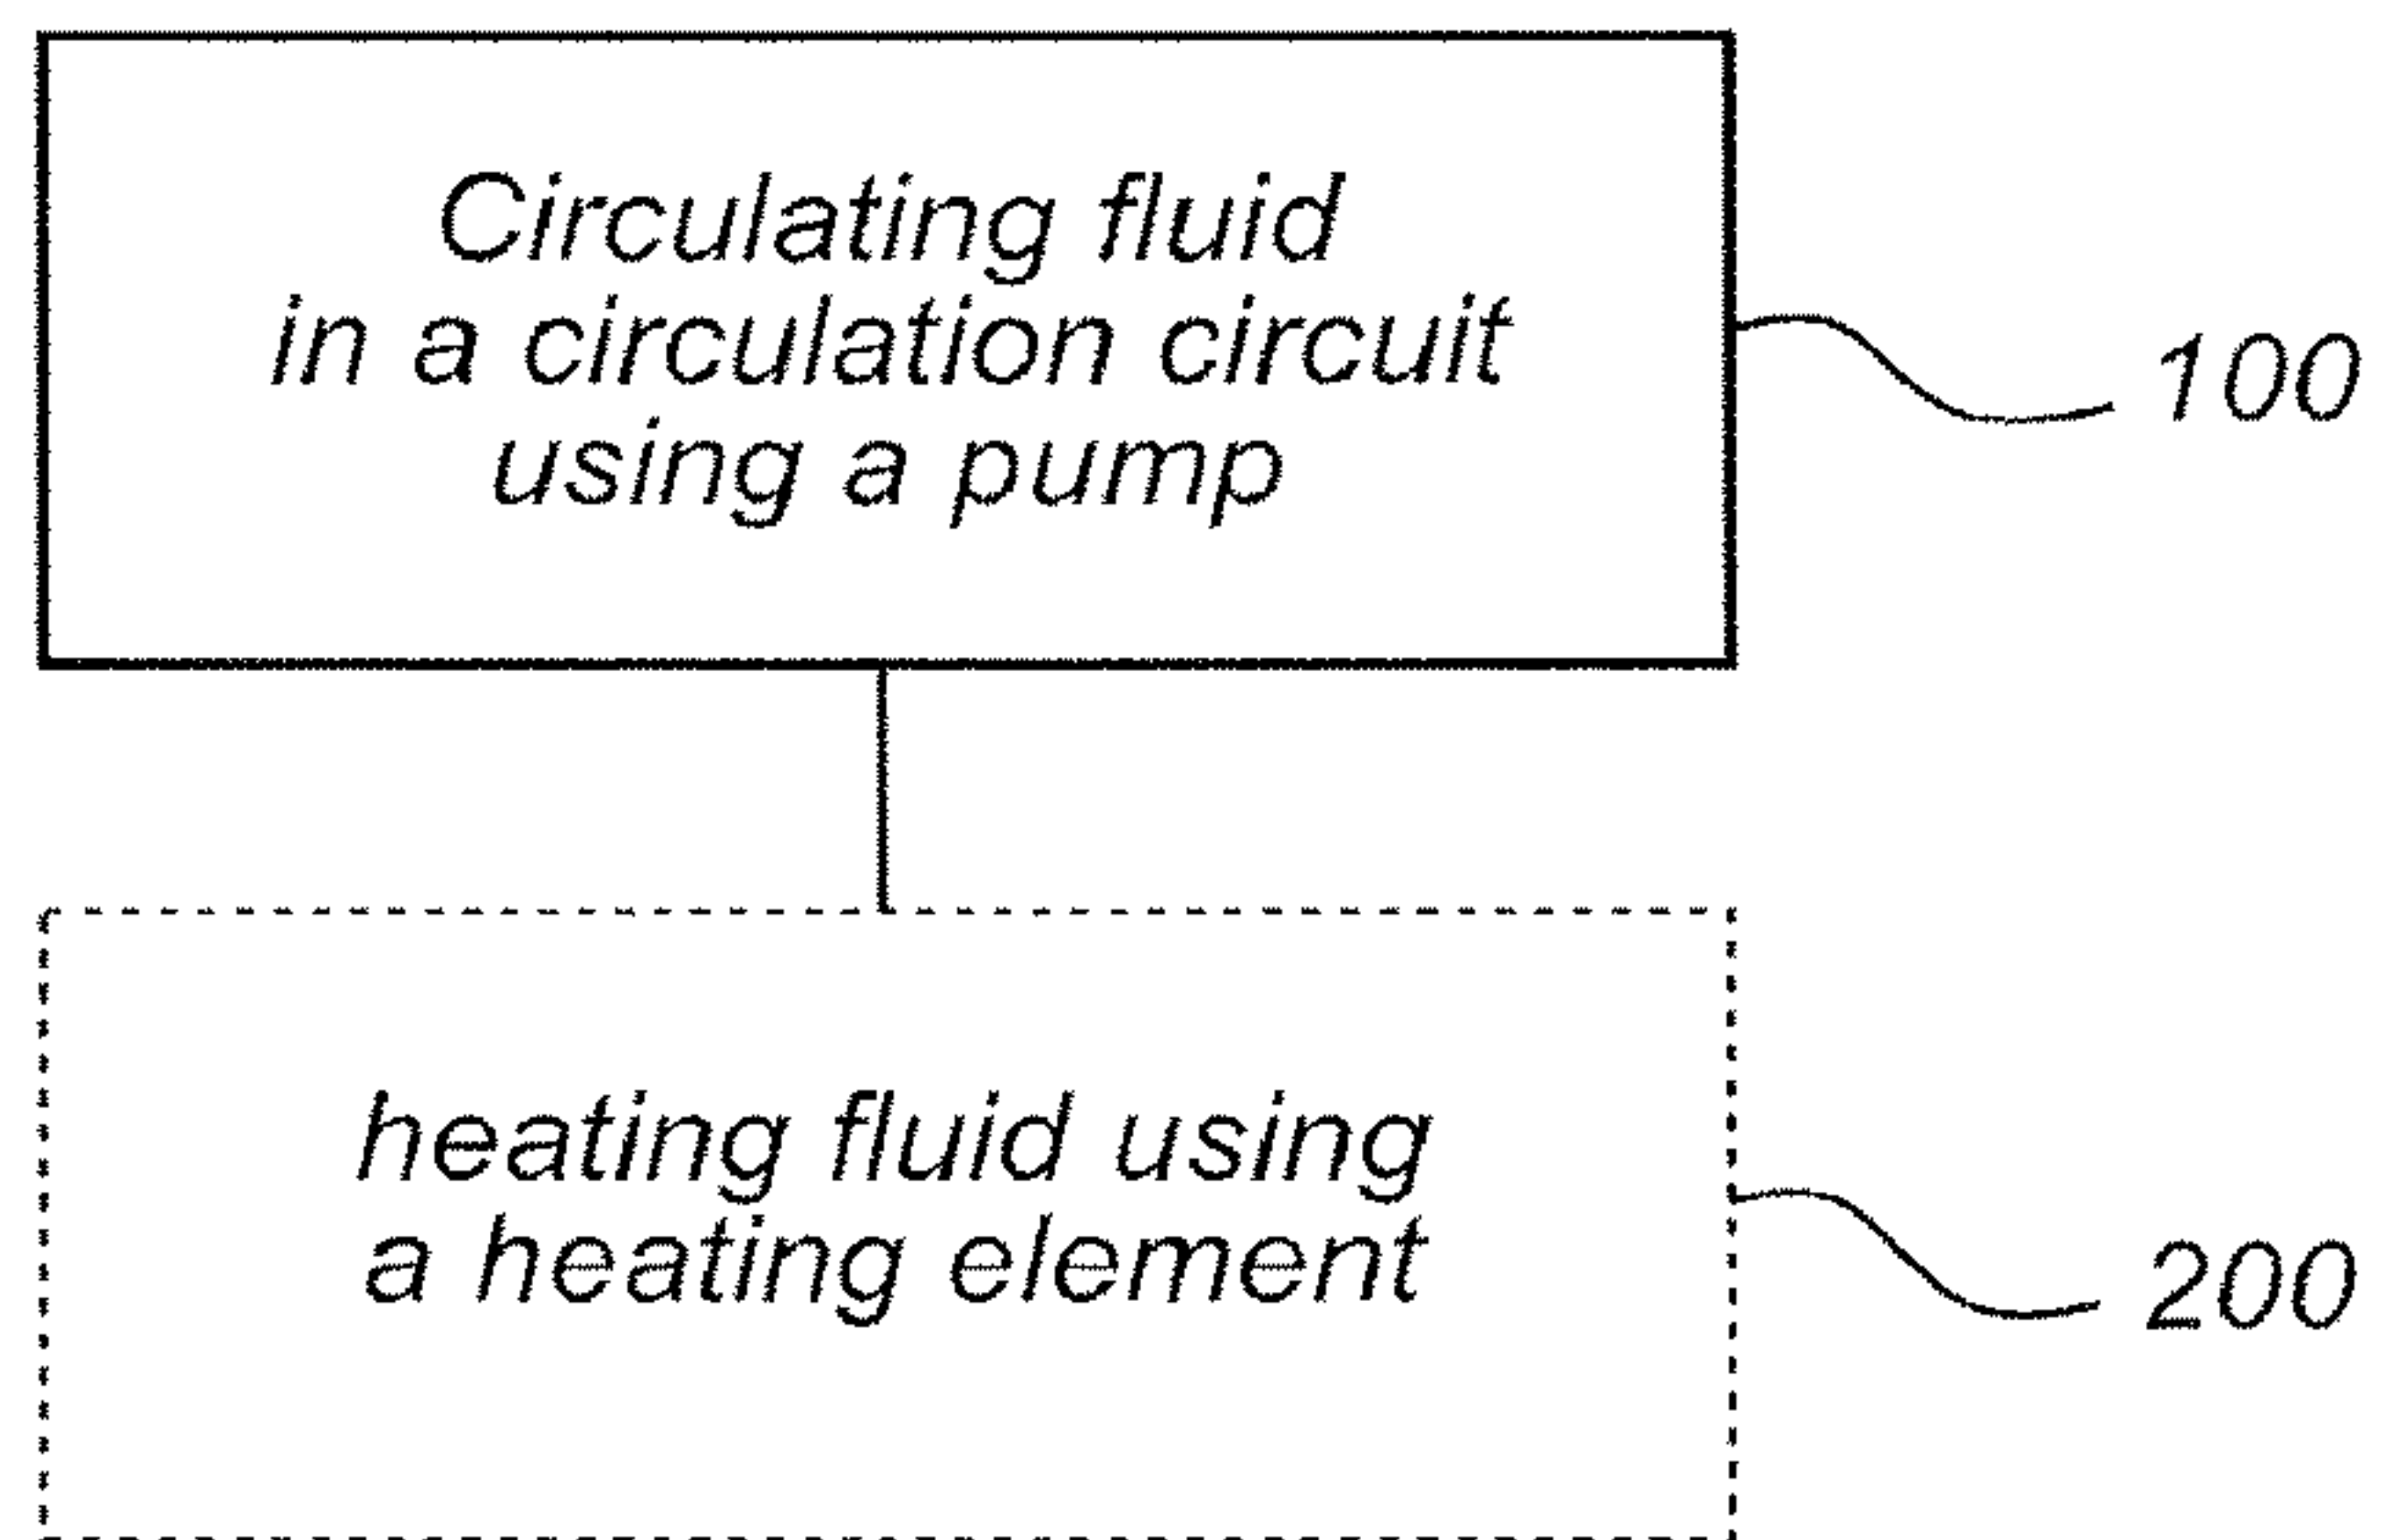 Circulating fluid
in a circulation circuit
using a pump
100
heating fluid using
a heating element
200